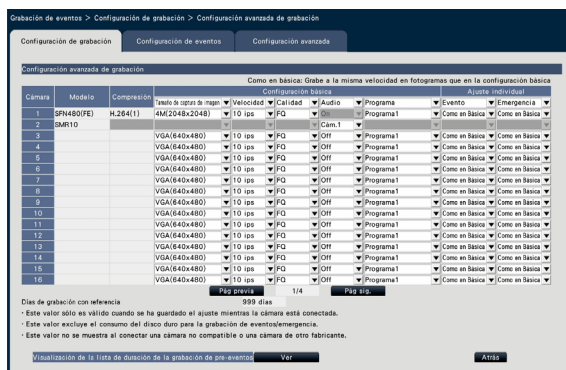 Grabación de eventos > Configuración de grabación > Configuración avanzada de grabación
Configuración de grabación Configuración de eventos Configuración avanzada
Configuración avanzada de grabación
Como en básica: Grabe a la misma velocidad en fotogramas que en la configuración básica
Configuración básica Ajuste individual
Cámara Modelo Compresión Tamaño de captura de imagen Velocidad Calidad Audio Programa Evento Emergencia
1 SFN480(FE) H.264(1) 4M(2048x2048) 10 ips FQ On Programa1 Como en Básica Como en Básica
2 SMR10 Cám.1
3 VGA(640x480) 10 ips FQ Off Programa1 Como en Básica Como en Básica
4 VGA(640x480) 10 ips FQ Off Programa1 Como en Básica Como en Básica
5 VGA(640x480) 10 ips FQ Off Programa1 Como en Básica Como en Básica
6 VGA(640x480) 10 ips FQ Off Programa1 Como en Básica Como en Básica
7 VGA(640x480) 10 ips FQ Off Programa1 Como en Básica Como en Básica
8 VGA(640x480) 10 ips FQ Off Programa1 Como en Básica Como en Básica
9 VGA(640x480) 10 ips FQ Off Programa1 Como en Básica Como en Básica
10 VGA(640x480) 10 ips FQ Off Programa1 Como en Básica Como en Básica
11 VGA(640x480) 10 ips FQ Off Programa1 Como en Básica Como en Básica
12 VGA(640x480) 10 ips FQ Off Programa1 Como en Básica Como en Básica
13 VGA(640x480) 10 ips FQ Off Programa1 Como en Básica Como en Básica
14 VGA(640x480) 10 ips FQ Off Programa1 Como en Básica Como en Básica
15 VGA(640x480) 10 ips FQ Off Programa1 Como en Básica Como en Básica
16 VGA(640x480) 10 ips FQ Off Programa1 Como en Básica Como en Básica
Pág previa 1/4 Pág sig.
Días de grabación con referencia 999 días
· Este valor sólo es válido cuando se ha guardado el ajuste mientras la cámara está conectada.
· Este valor excluye el consumo del disco duro para la grabación de eventos/emergencia.
· Este valor no se muestra al conectar una cámara no compatible o una cámara de otro fabricante.
Visualización de la lista de duración de la grabación de pre-eventos Ver Atrás